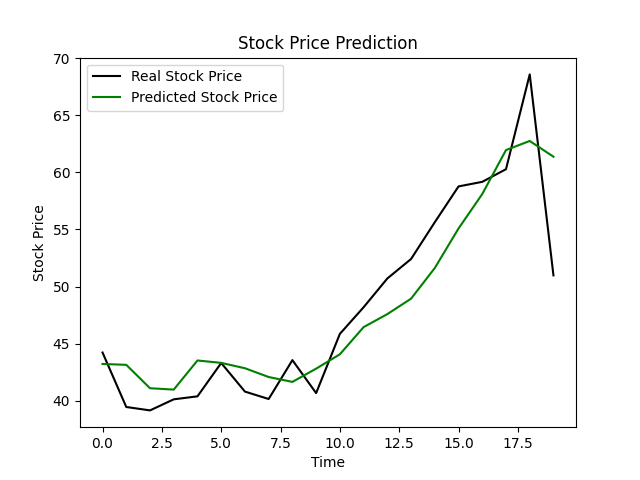 Stock Price Prediction
Real Stock Price
Predicted Stock Price
Stock Price
70
65
60
55
50
45
40
0.0 2.5 5.0 7.5 10.0 12.5 15.0 17.5
Time